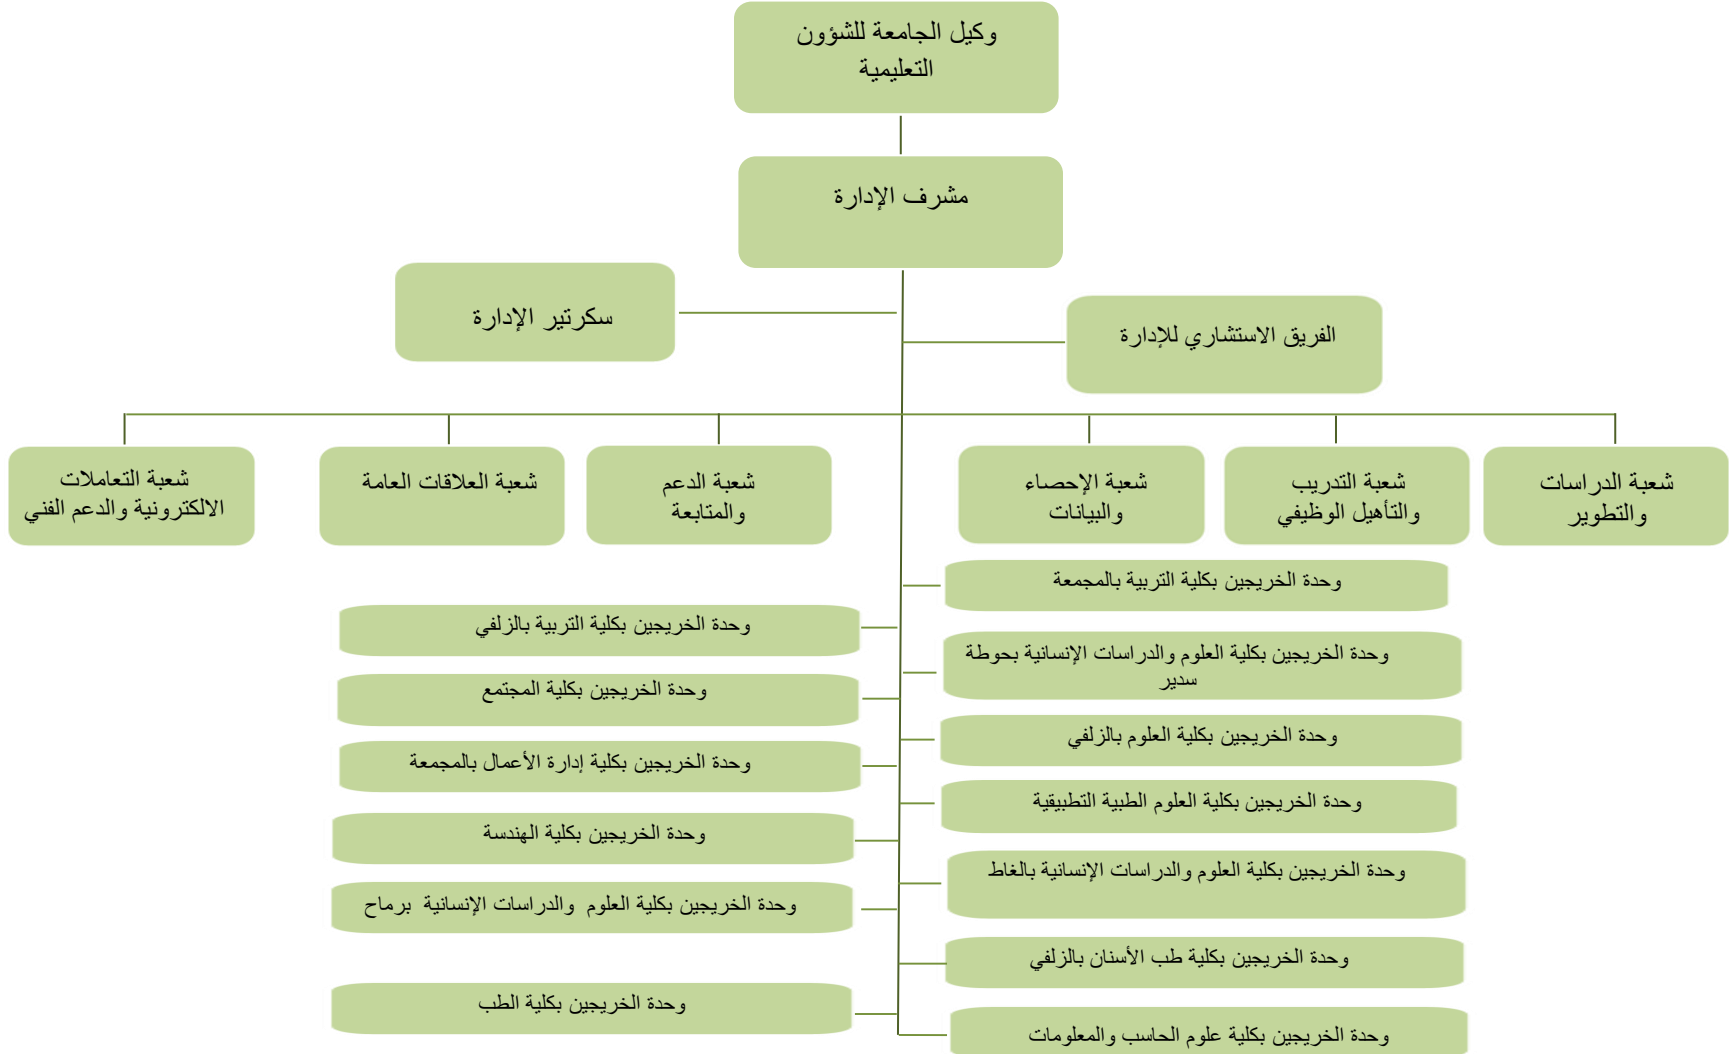 وكيل الجامعة للشؤون
التعليمية
مشرف الإدارة
سكرتير الإدارة
الفريق الاستشاري للإدارة
شعبة الدراسات
والتطوير
شعبة التدريب
والتأهيل الوظيفي
شعبة الإحصاء
والبيانات
شعبة الدعم
والمتابعة
شعبة العلاقات العامة
شعبة التعاملات
الالكترونية والدعم الفني
وحدة الخريجين بكلية التربية بالمجمعة
وحدة الخريجين بكلية التربية بالزلفي
وحدة الخريجين بكلية العلوم والدراسات الإنسانية بحوطة
سدير
وحدة الخريجين بكلية المجتمع
وحدة الخريجين بكلية العلوم بالزلفي
وحدة الخريجين بكلية إدارة الأعمال بالمجمعة
وحدة الخريجين بكلية العلوم الطبية التطبيقية
وحدة الخريجين بكلية الهندسة
وحدة الخريجين بكلية العلوم والدراسات الإنسانية بالغاط
وحدة الخريجين بكلية العلوم والدراسات الإنسانية برماح
وحدة الخريجين بكلية طب الأسنان بالزلفي
وحدة الخريجين بكلية الطب
وحدة الخريجين بكلية علوم الحاسب والمعلومات